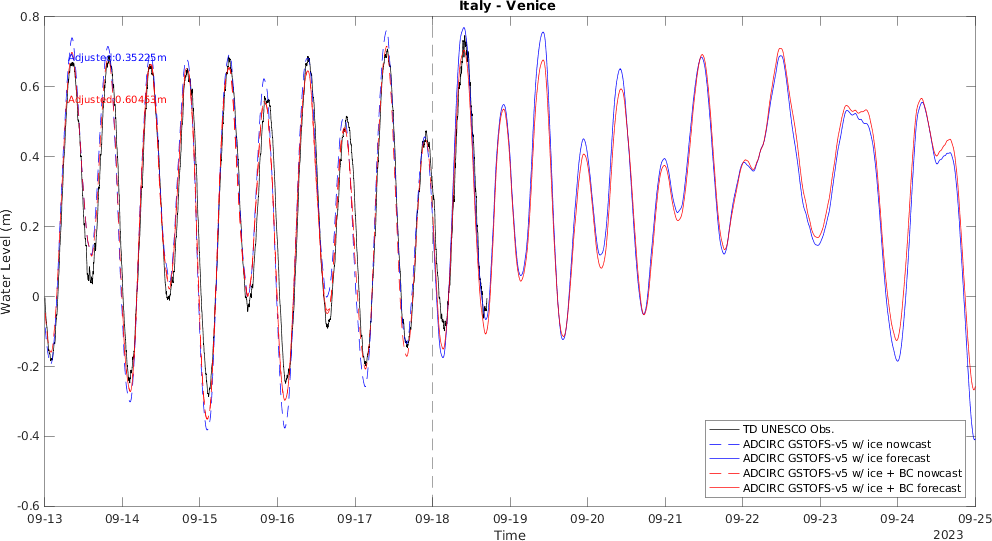 Italy - Venice
0.8
0.6
0.4
0.2
0
-0.2
-0.4
-0.6
Water Level (m)
Adjusted:0.35225m
Adjusted:0.60453m
TD UNESCO Obs.
ADCIRC GSTOFS-v5 w/ ice nowcast
ADCIRC GSTOFS-v5 w/ ice forecast
ADCIRC GSTOFS-v5 w/ ice + BC nowcast
ADCIRC GSTOFS-v5 w/ ice + BC forecast
09-13 09-14 09-15 09-16 09-17 09-18 09-19 09-20 09-21 09-22 09-23 09-24 09-25
Time
2023